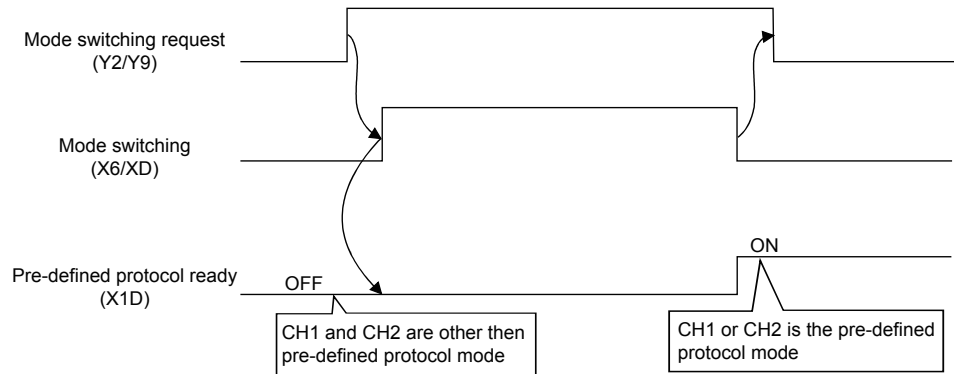 Mode switching request
(Y2/Y9)
Mode switching
(X6/XD)
ON
Pre-defined protocol ready
(X1D)
OFF
CH1 and CH2 are other then
pre-defined protocol mode
CH1 or CH2 is the pre-defined
protocol mode